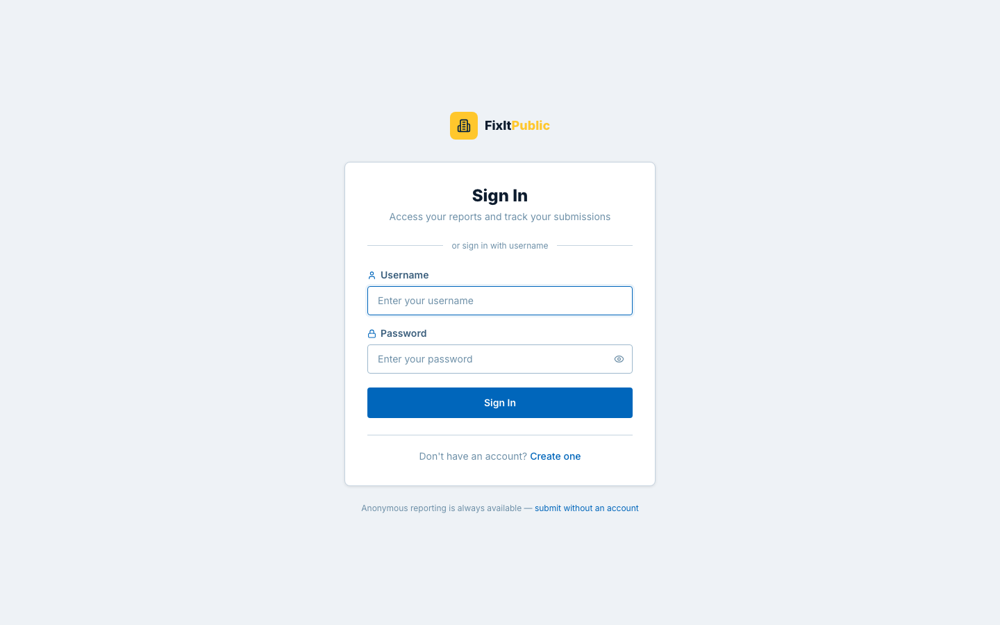 FixItPublic
Sign In
Access your reports and track your submissions
or sign in with username
Username
Enter your username
Password
Enter your password
Sign In
Don't have an account? Create one
Anonymous reporting is always available — submit without an account